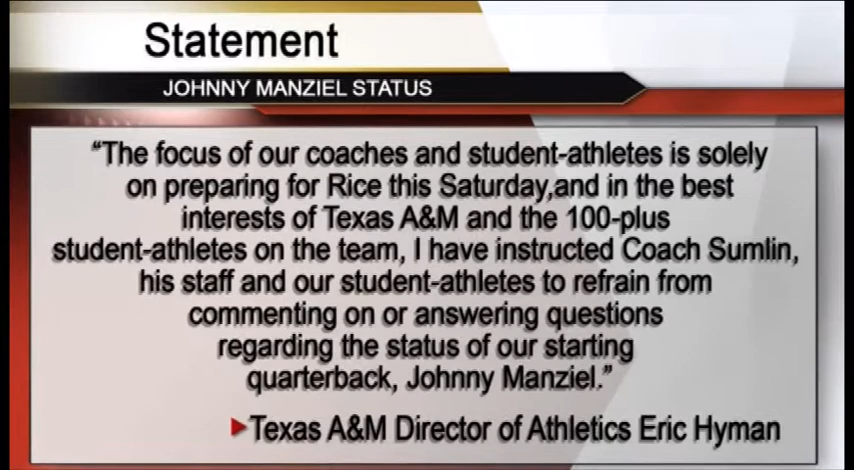 Statement
JOHNNY MANZIEL STATUS
“The focus of our coaches and student-athletes is solely
on preparing for Rice this Saturday,and in the best
interests of Texas A&M and the 100-plus
student-athletes on the team, I have instructed Coach Sumlin,
his staff and our student-athletes to refrain from
commenting on or answering questions
regarding the status of our starting
quarterback, Johnny Manziel.”
Texas A&M Director of Athletics Eric Hyman